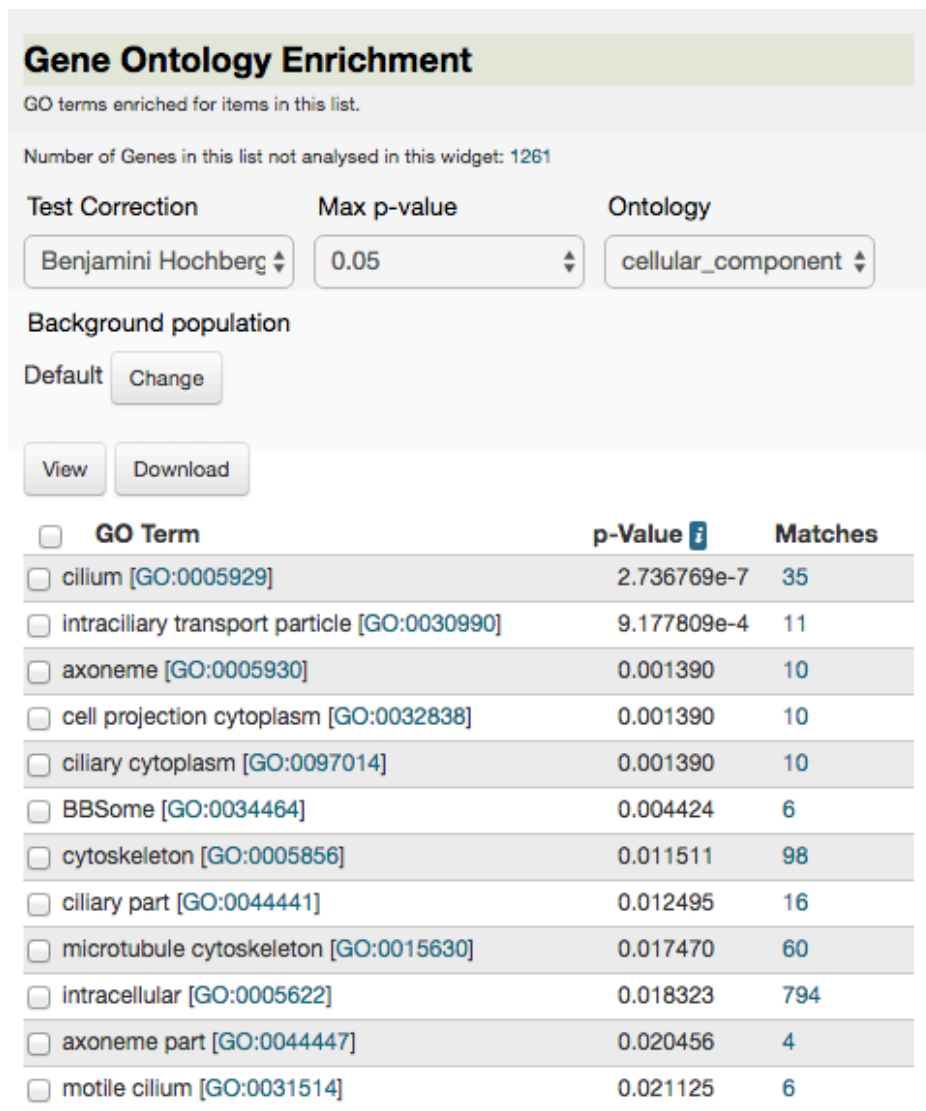 Gene Ontology Enrichment
GO terms enriched for items in this list.
Number of Genes in this list not analysed in this widget: 1261
Test Correction Max p-value Ontology
Benjamini Hochberg 0.05 cellular_component
Background population
Default Change
View Download
GO Term p-Value i Matches
cilium [GO:0005929] 2.736769e-7 35
intraciliary transport particle [GO:0030990] 9.177809e-4 11
axoneme [GO:0005930] 0.001390 10
cell projection cytoplasm [GO:0032838] 0.001390 10
ciliary cytoplasm [GO:0097014] 0.001390 10
BBSome [GO:0034464] 0.004424 6
cytoskeleton [GO:0005856] 0.011511 98
ciliary part [GO:0044441] 0.012495 16
microtubule cytoskeleton [GO:0015630] 0.017470 60
intracellular [GO:0005622] 0.018323 794
axoneme part [GO:0044447] 0.020456 4
motile cilium [GO:0031514] 0.021125 6